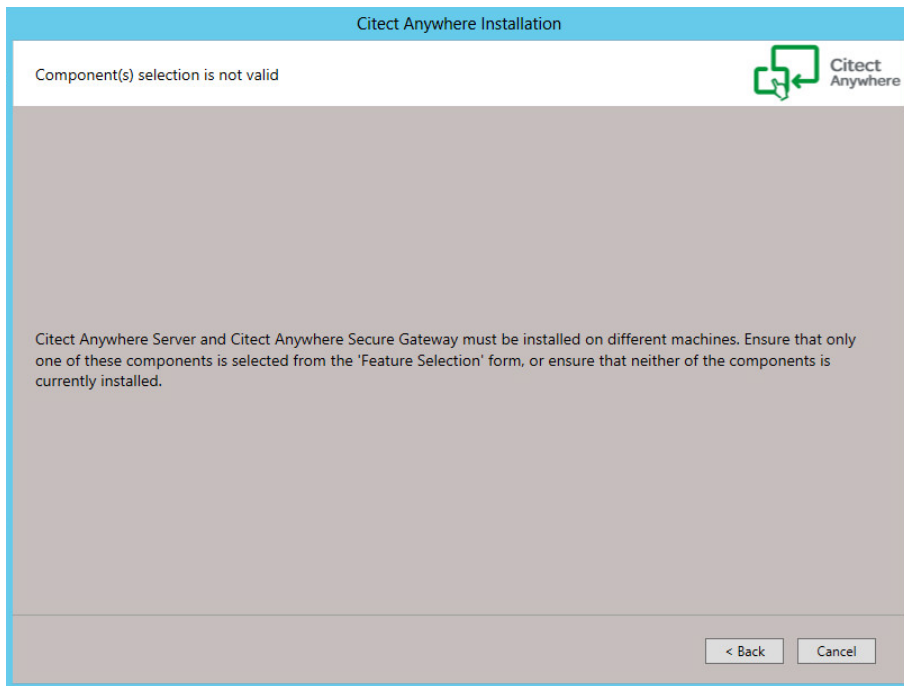 Citect Anywhere Installation
Component(s) selection is not valid
Citect
Anywhere
Citect Anywhere Server and Citect Anywhere Secure Gateway must be installed on different machines. Ensure that only
one of these components is selected from the 'Feature Selection' form, or ensure that neither of the components is
currently installed.
< Back
Cancel